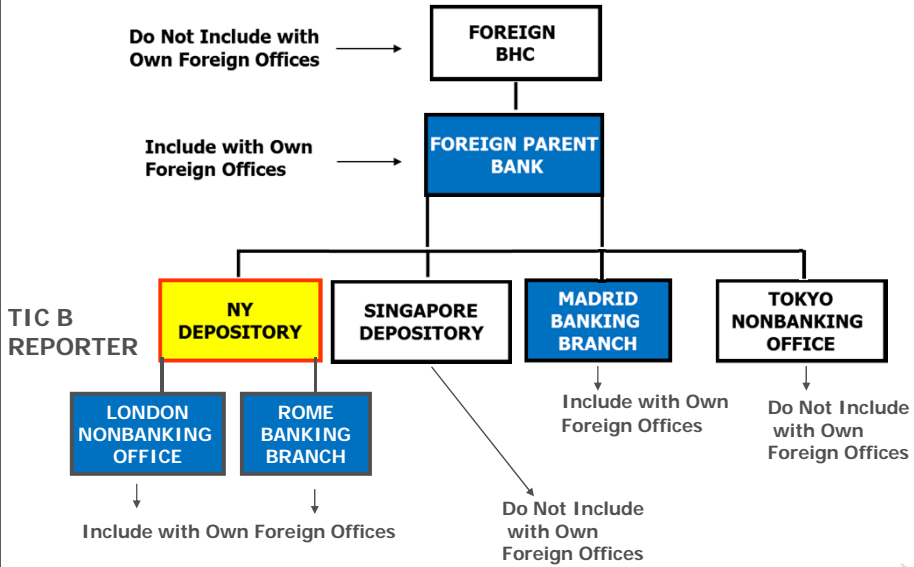 Do Not Include with
Own Foreign Offices
FOREIGN
BHC
Include with Own
Foreign Offices
FOREIGN PARENT
BANK
TIC B
REPORTER
NY
DEPOSITORY
SINGAPORE
DEPOSITORY
MADRID
BANKING
BRANCH
TOKYO
NONBANKING
OFFICE
LONDON
NONBANKING
OFFICE
ROME
BANKING
BRANCH
Include with Own
Foreign Offices
Do Not Include
with Own
Foreign Offices
Include with Own Foreign Offices
Do Not Include
with Own
Foreign Offices